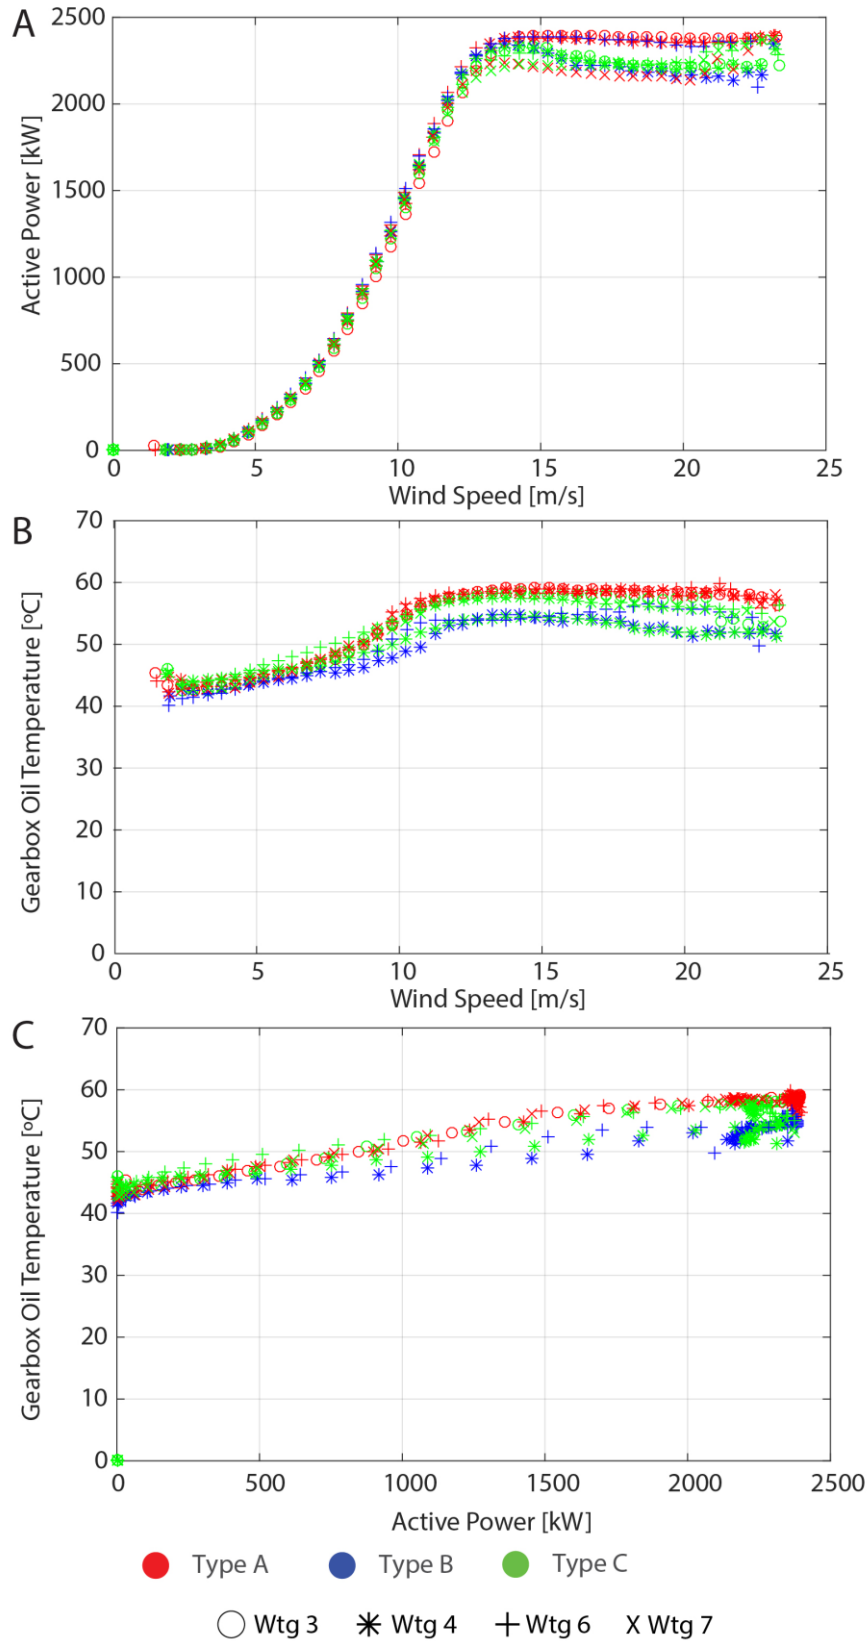 A
2500
2000
1500
1000
500
0
Active Power [kW]
0 5 10 15 20 25
Wind Speed [m/s]
B
70
60
50
40
30
20
10
0
Gearbox Oil Temperature [ºC]
0 5 10 15 20 25
Wind Speed [m/s]
C
70
60
50
40
30
20
10
0
Gearbox Oil Temperature [ºC]
0 500 1000 1500 2000 2500
Active Power [kW]
Type A Type B Type C
Wtg 3 Wtg 4 Wtg 6 X Wtg 7